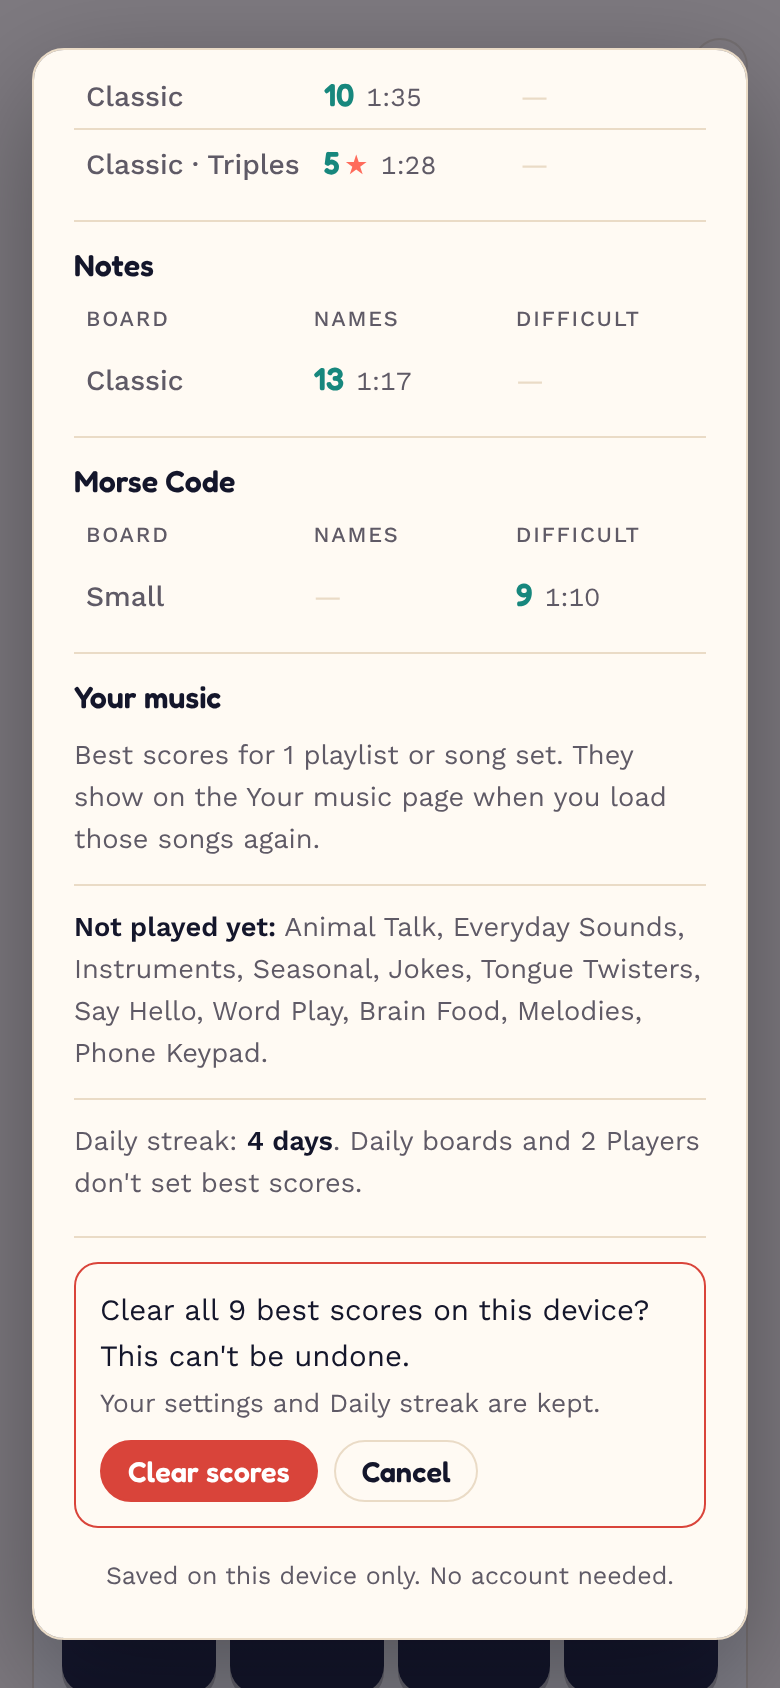 Classic 10 1:35 —
Classic · Triples 5 ★ 1:28 —
Notes
BOARD NAMES DIFFICULT
Classic 13 1:17 —
Morse Code
BOARD NAMES DIFFICULT
Small — 9 1:10
Your music
Best scores for 1 playlist or song set. They
show on the Your music page when you load
those songs again.
Not played yet: Animal Talk, Everyday Sounds,
Instruments, Seasonal, Jokes, Tongue Twisters,
Say Hello, Word Play, Brain Food, Melodies,
Phone Keypad.
Daily streak: 4 days. Daily boards and 2 Players
don't set best scores.
Clear all 9 best scores on this device?
This can't be undone.
Your settings and Daily streak are kept.
Clear scores Cancel
Saved on this device only. No account needed.